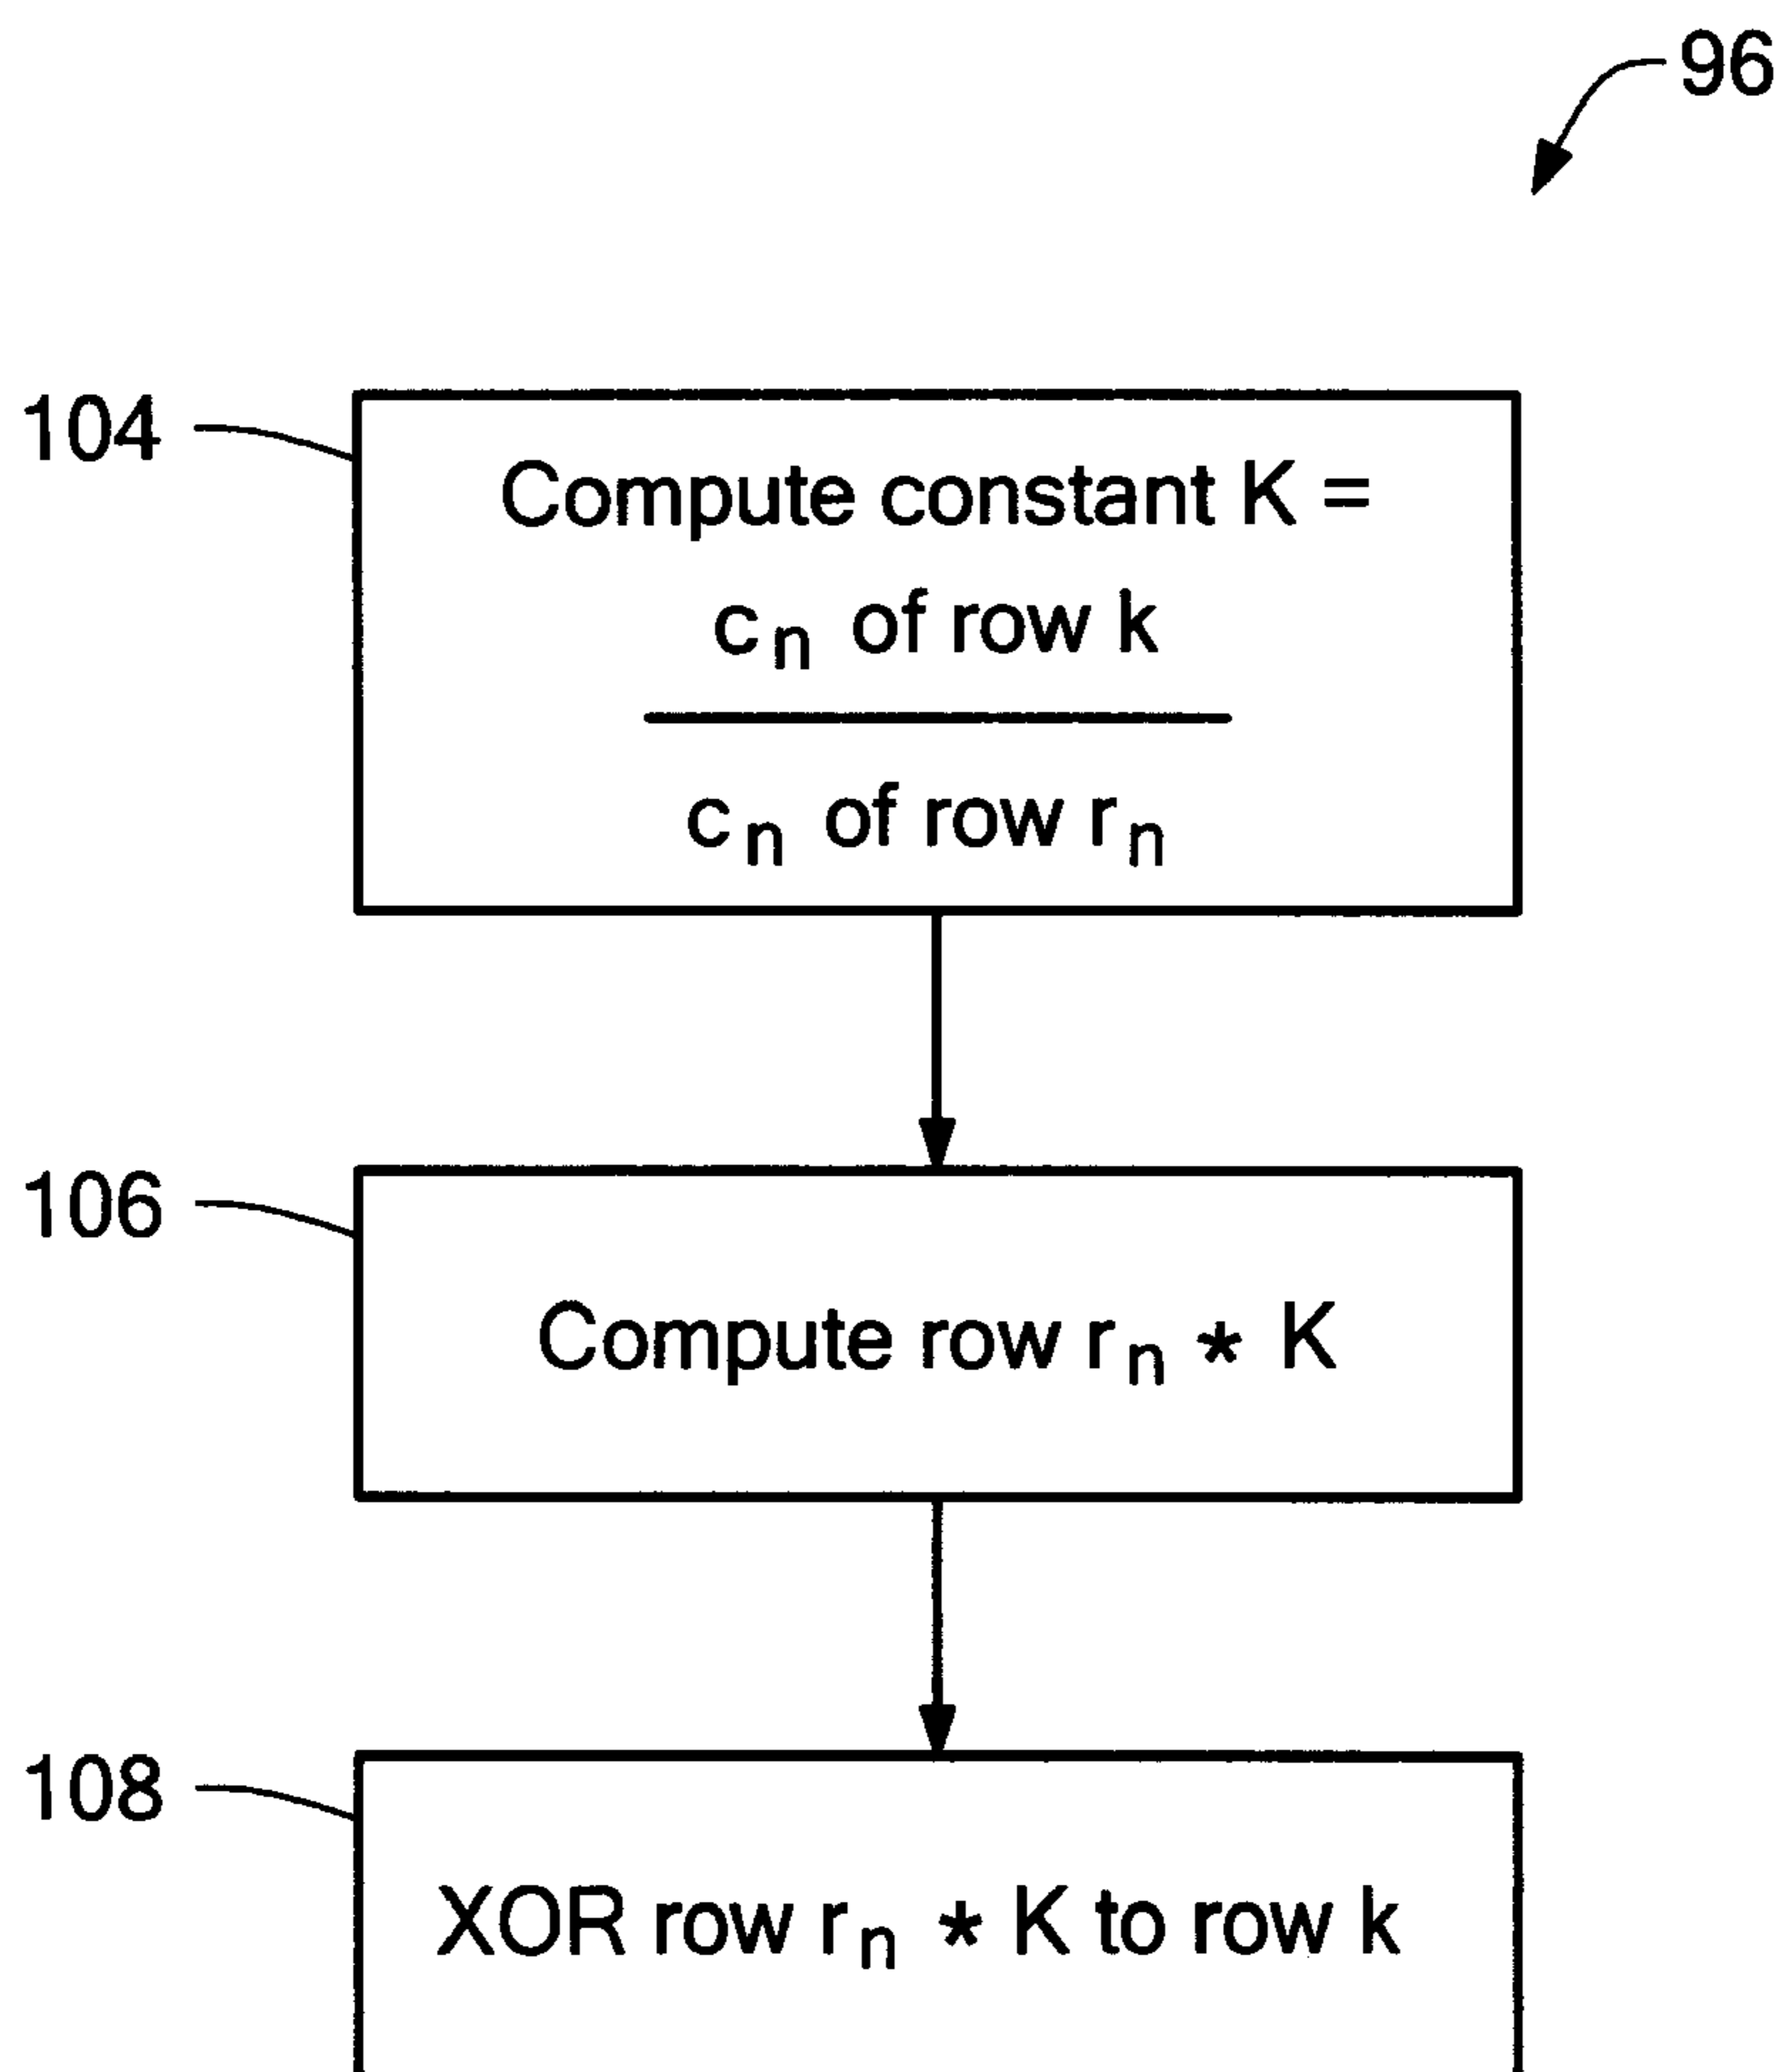 96
104
Compute constant K =
cn of row k
cn of row rn
106
Compute row rn * K
108
XOR row rn * K to row k